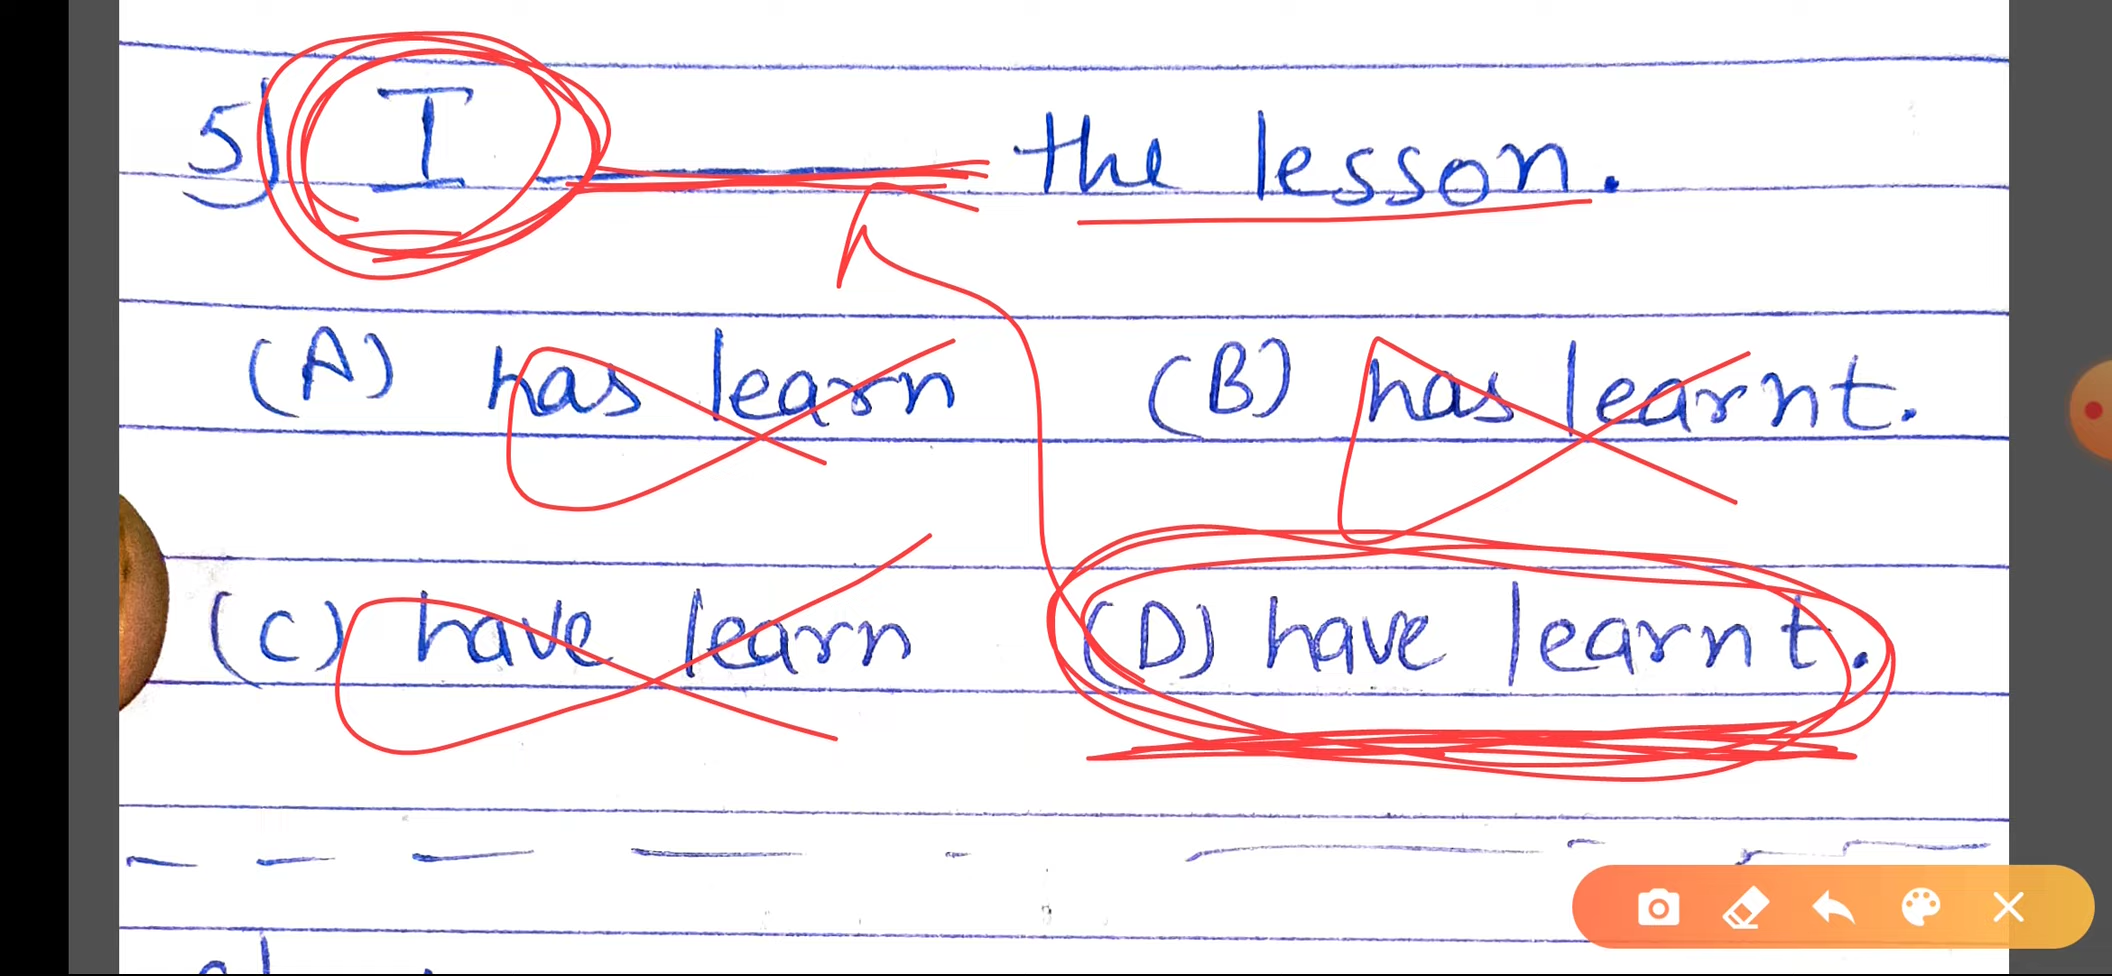 5) I ______ the lesson.
(A) has learn (B) has learnt.
(C) have learn (D) have learnt.